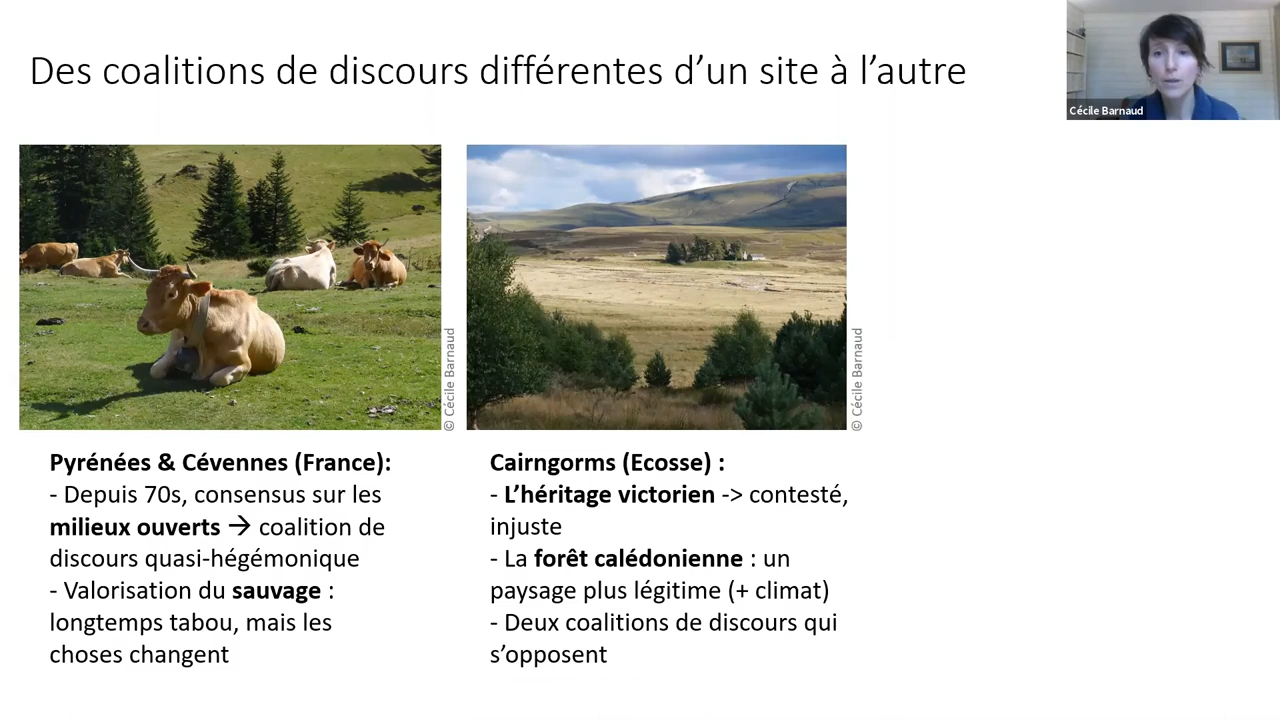 Des coalitions de discours différentes d’un site à l’autre
Cécile Barnaud
© Cécile Barnaud
© Cécile Barnaud
Pyrénées & Cévennes (France):
- Depuis 70s, consensus sur les
milieux ouverts → coalition de
discours quasi-hégémonique
- Valorisation du sauvage :
longtemps tabou, mais les
choses changent
Cairngorms (Ecosse) :
- L’héritage victorien -> contesté,
injuste
- La forêt calédonienne : un
paysage plus légitime (+ climat)
- Deux coalitions de discours qui
s’opposent